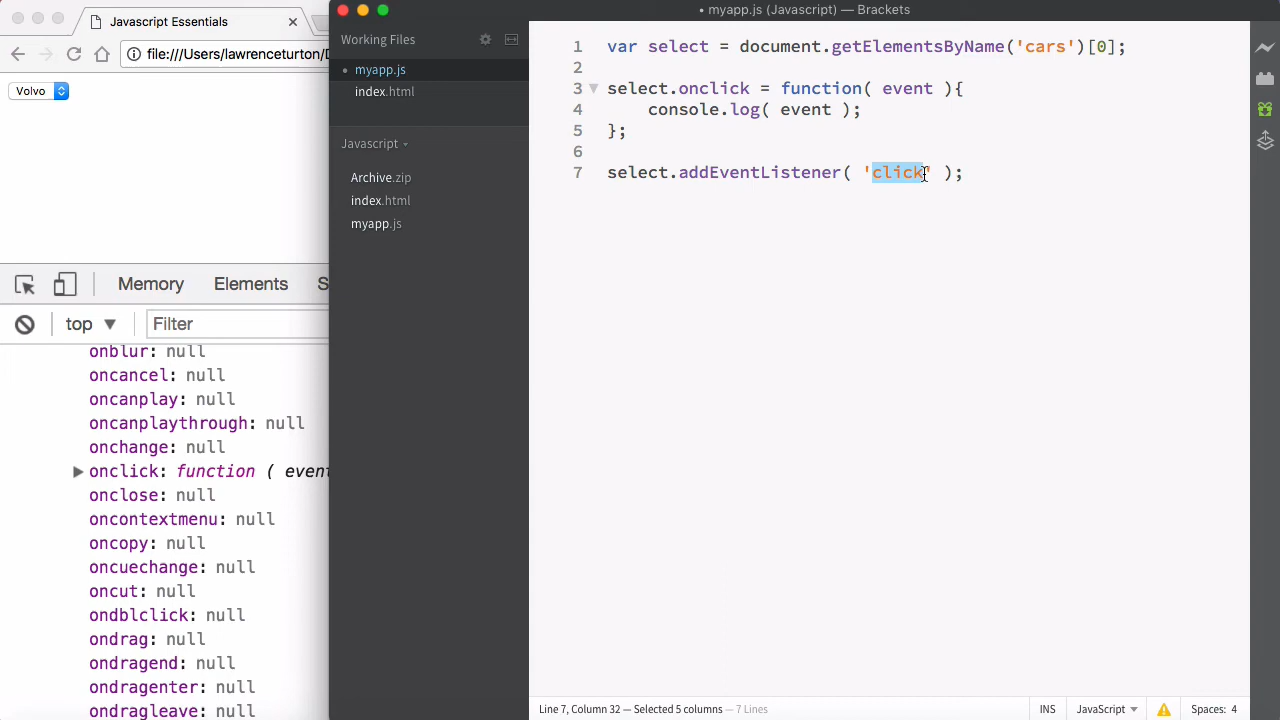 Javascript Essentials
file:///Users/lawrenceturton/D
Volvo
Memory
Elements
S
top
Filter
onblur: null
oncancel: null
oncanplay: null
oncanplaythrough: null
onchange: null
onclick: function ( event
onclose: null
oncontextmenu: null
oncopy: null
oncuechange: null
oncut: null
ondblclick: null
ondrag: null
ondragend: null
ondragenter: null
ondragleave: null
• myapp.js (Javascript) — Brackets
Working Files
• myapp.js
index.html
Javascript
Archive.zip
index.html
myapp.js
1 var select = document.getElementsByName('cars')[0];
2
3 select.onclick = function( event ){
4 console.log( event );
5 };
6
7 select.addEventListener( 'click' );
Line 7, Column 32 — Selected 5 columns — 7 Lines
INS
JavaScript
Spaces: 4